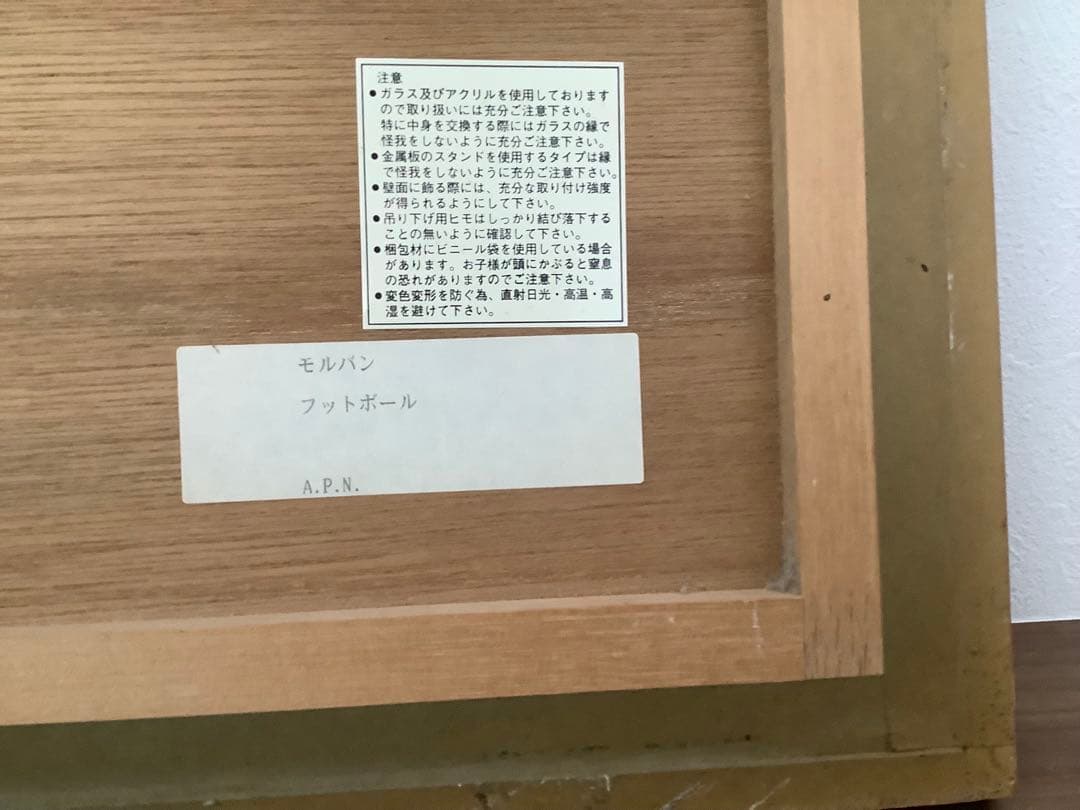 注意
●ガラス及びアクリルを使用しております
ので取り扱いには充分ご注意下さい。
特に中身を交換する際にはガラスの縁で
怪我をしないように充分ご注意下さい。
●金属板のスタンドを使用するタイプは縁
で怪我をしないように充分ご注意下さい。
●壁面に飾る際には、充分な取り付け強度
が得られるようにして下さい。
●吊り下げ用ヒモはしっかり結び落下する
ことの無いように確認して下さい。
●梱包材にビニール袋を使用している場合
があります。お子様が頭にかぶると窒息
の恐れがありますのでご注意下さい。
●変色変形を防ぐ為、直射日光・高温・高
湿を避けて下さい。
モルバン
フットボール
A.P.N.